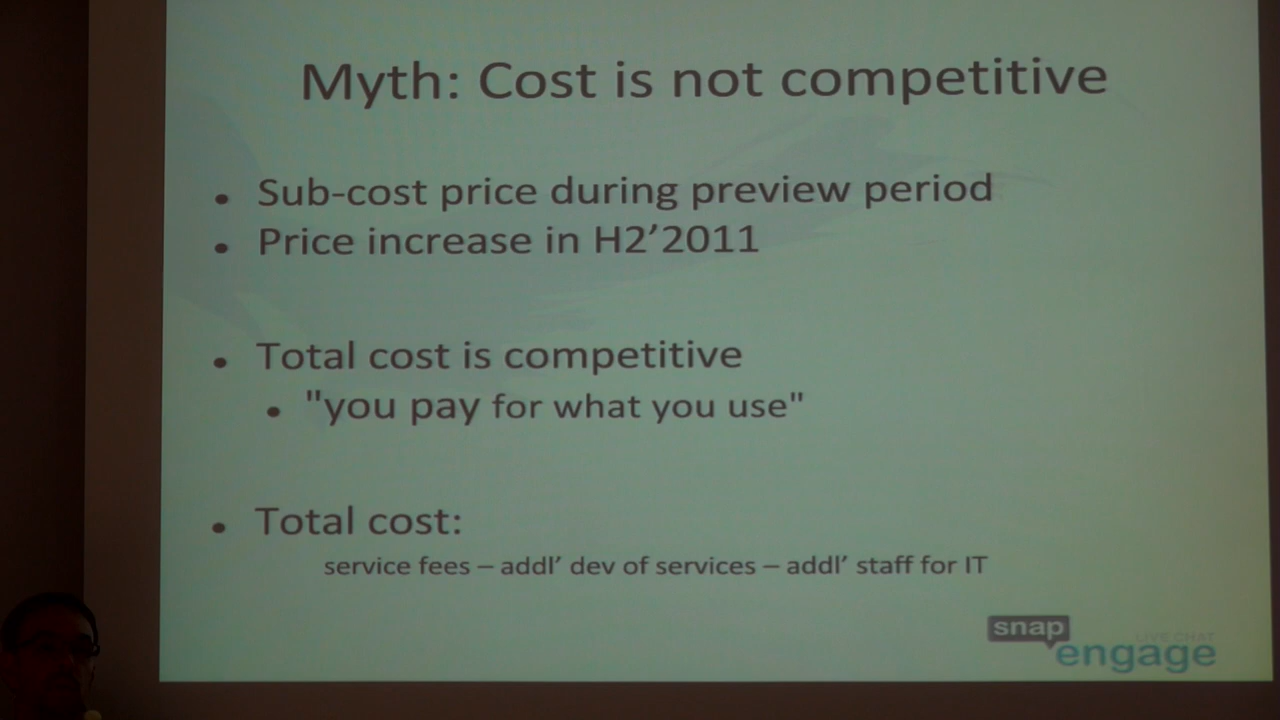 Myth: Cost is not competitive
• Sub-cost price during preview period
• Price increase in H2’2011
• Total cost is competitive
• "you pay for what you use"
• Total cost:
service fees – addl’ dev of services – addl’ staff for IT
snap
LIVE CHAT
engage